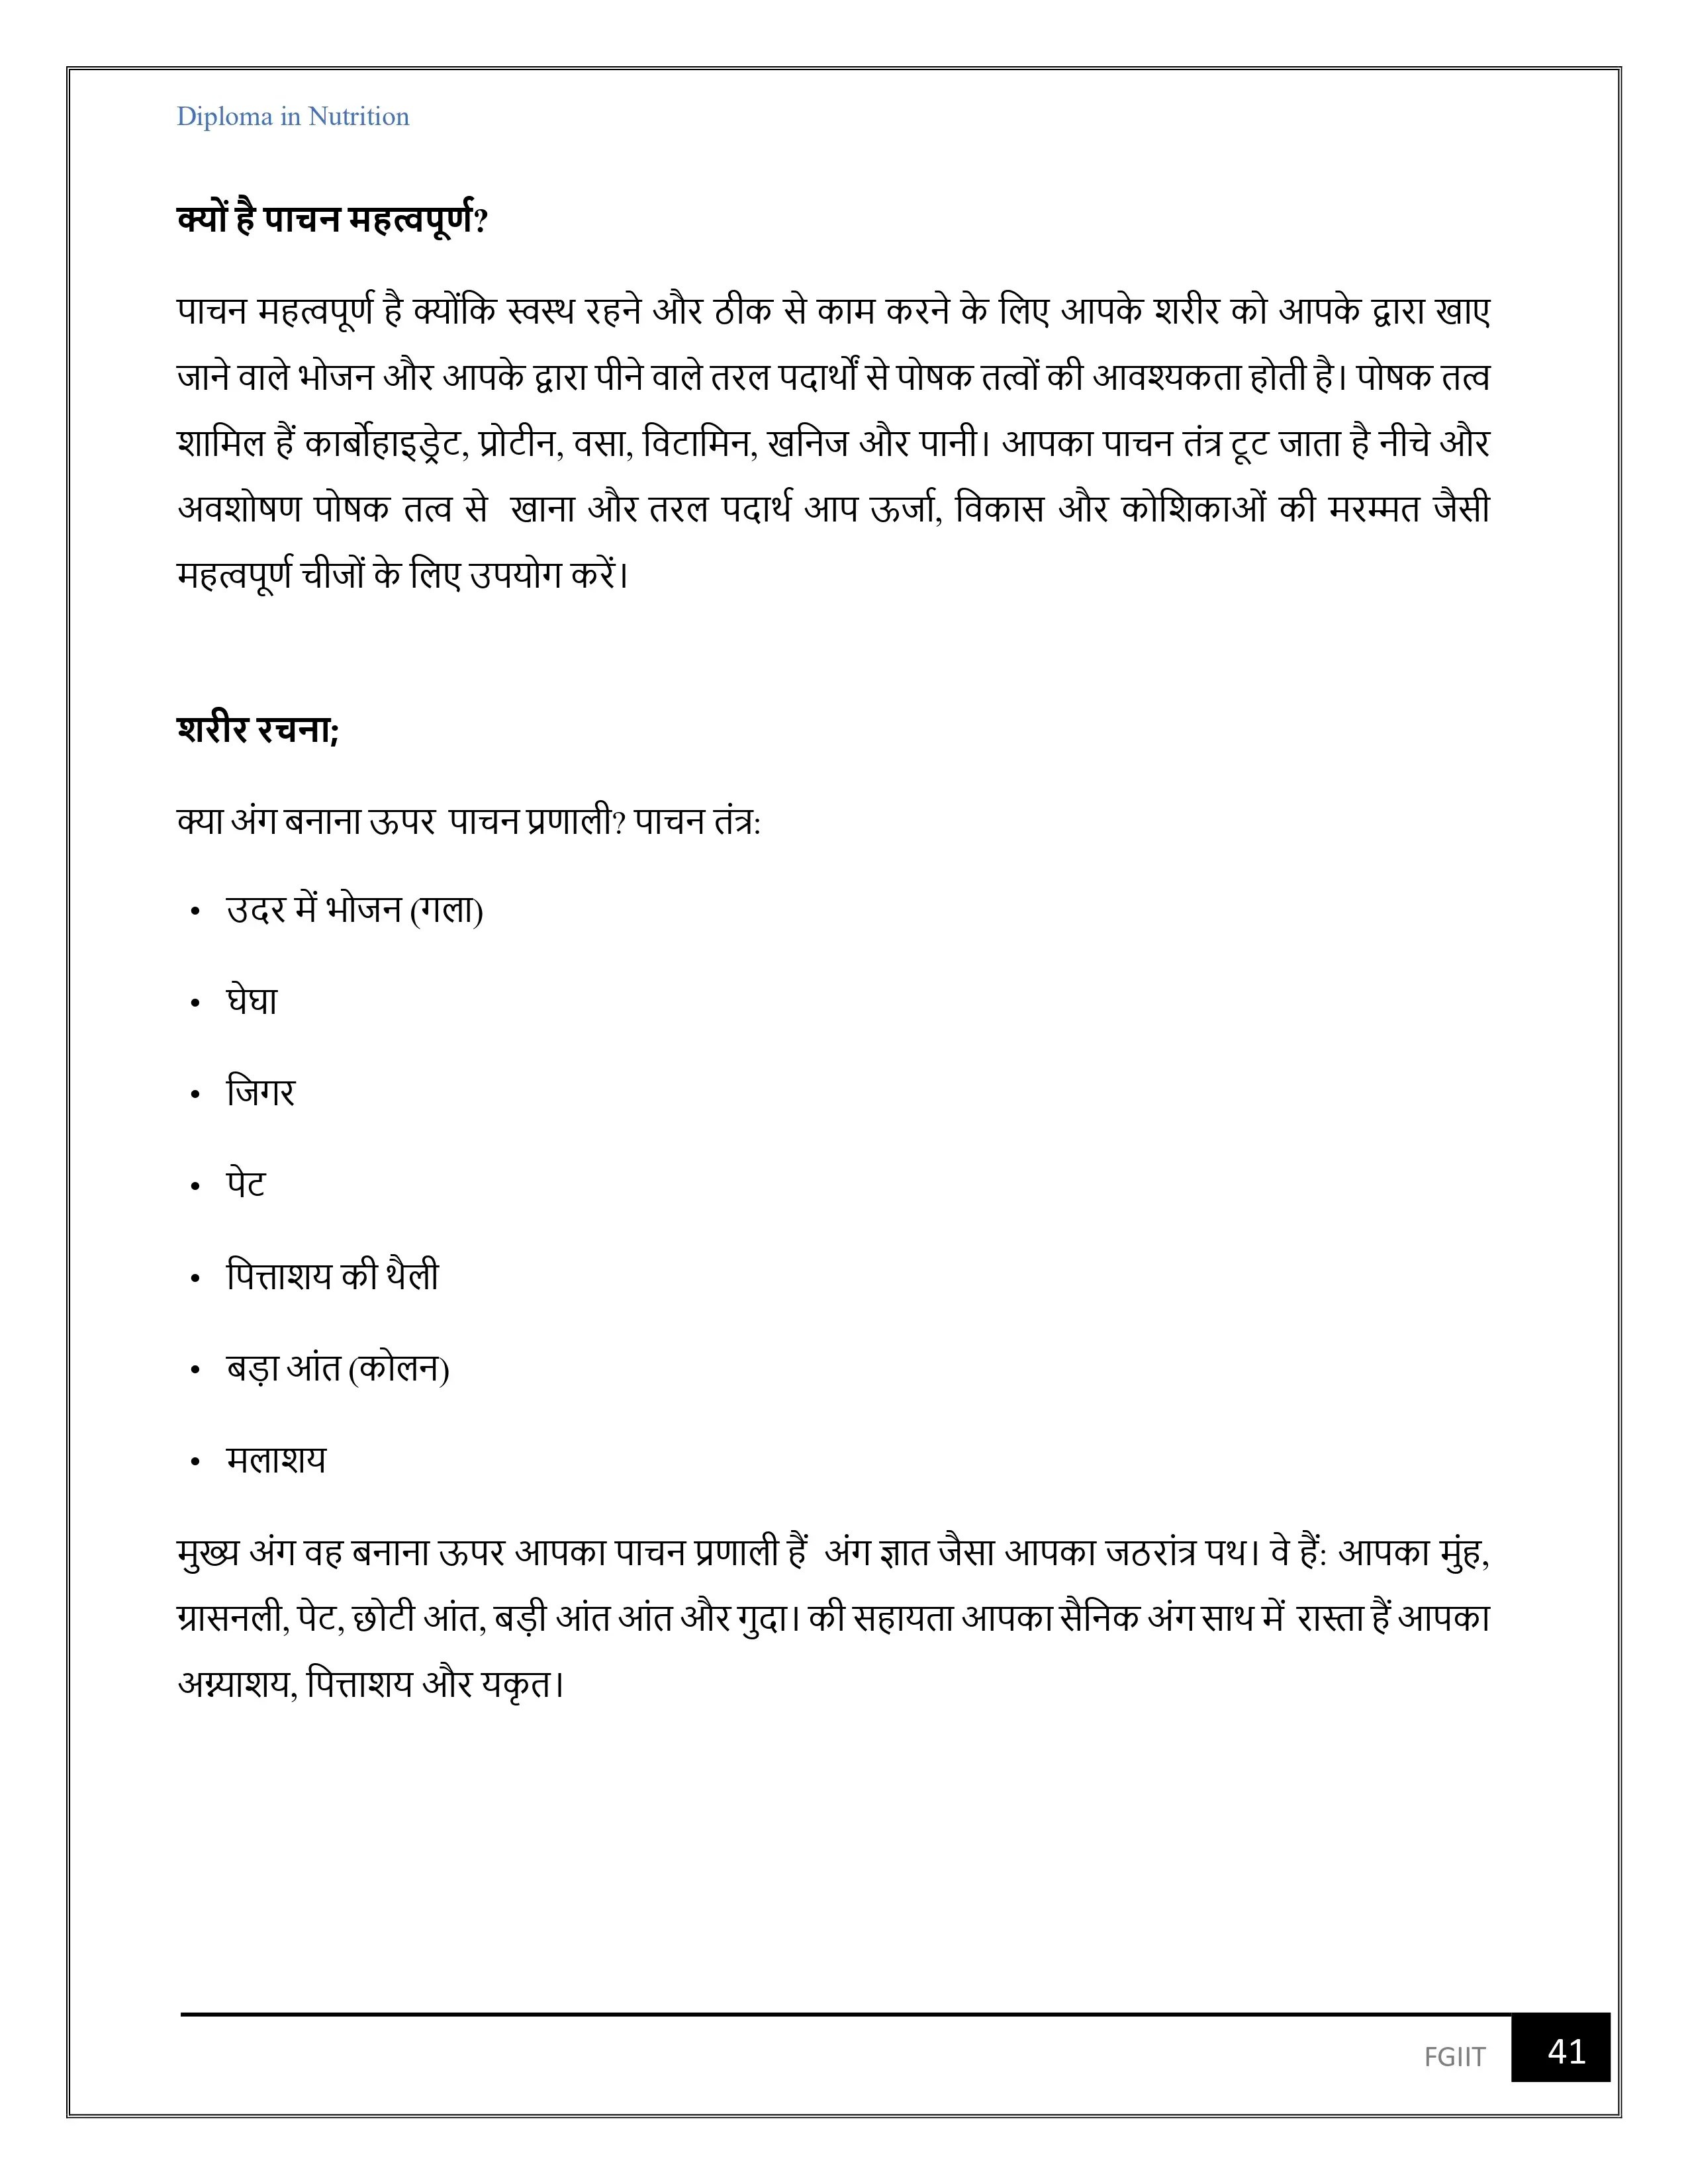 Diploma in Nutrition
क्यों है पाचन महत्वपूर्ण?
पाचन महत्वपूर्ण है क्योंकि स्वस्थ रहने और ठीक से काम करने के लिए आपके शरीर को आपके द्वारा खाए
जाने वाले भोजन और आपके द्वारा पीने वाले तरल पदार्थों से पोषक तत्वों की आवश्यकता होती है। पोषक तत्व
शामिल हैं कार्बोहाइड्रेट, प्रोटीन, वसा, विटामिन, खनिज और पानी। आपका पाचन तंत्र टूट जाता है नीचे और
अवशोषण पोषक तत्व से खाना और तरल पदार्थ आप ऊर्जा, विकास और कोशिकाओं की मरम्मत जैसी
महत्वपूर्ण चीजों के लिए उपयोग करें।
शरीर रचना;
क्या अंग बनाना ऊपर पाचन प्रणाली? पाचन तंत्र:
• उदर में भोजन (गला)
• घेघा
• जिगर
• पेट
• पित्ताशय की थैली
• बड़ा आंत (कोलन)
• मलाशय
मुख्य अंग वह बनाना ऊपर आपका पाचन प्रणाली हैं अंग ज्ञात जैसा आपका जठरांत्र पथ। वे हैं: आपका मुंह,
ग्रासनली, पेट, छोटी आंत, बड़ी आंत आंत और गुदा। की सहायता आपका सैनिक अंग साथ में रास्ता हैं आपका
अग्न्याशय, पित्ताशय और यकृत।
FGIIT 41